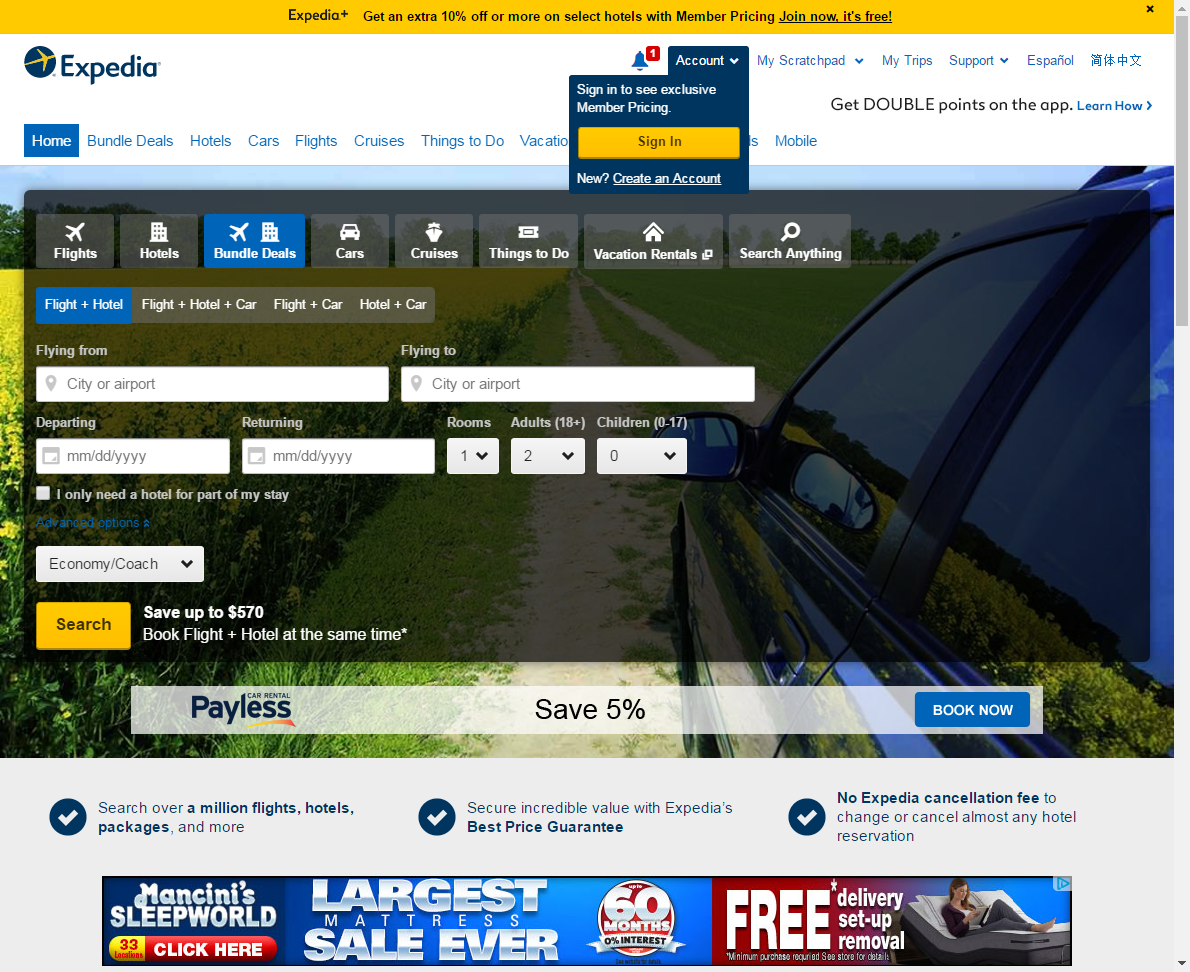 Expedia+ Get an extra 10% off or more on select hotels with Member Pricing Join now, it's free!
Expedia
1
Account
My Scratchpad
My Trips
Support
Español
简体中文
Sign in to see exclusive
Member Pricing.
Sign In
New? Create an Account
Get DOUBLE points on the app. Learn How
Home
Bundle Deals
Hotels
Cars
Flights
Cruises
Things to Do
Vacatio
ls
Mobile
Flights
Hotels
Bundle Deals
Cars
Cruises
Things to Do
Vacation Rentals
Search Anything
Flight + Hotel
Flight + Hotel + Car
Flight + Car
Hotel + Car
Flying from
Flying to
City or airport
City or airport
Departing
Returning
Rooms
Adults (18+)
Children (0-17)
mm/dd/yyyy
mm/dd/yyyy
1
2
0
I only need a hotel for part of my stay
Advanced options
Economy/Coach
Search
Save up to $570
Book Flight + Hotel at the same time*
CAR RENTAL
Payless
Save 5%
BOOK NOW
Search over a million flights, hotels,
packages, and more
Secure incredible value with Expedia's
Best Price Guarantee
No Expedia cancellation fee to
change or cancel almost any hotel
reservation
Mancini's
SLEEPWORLD
33
Locations
CLICK HERE
LARGEST
MATTRESS
SALE EVER
up to
60
MONTHS
0% INTEREST
See website for details.
FREE*
delivery
set-up
removal
*Minimum purchase required See store for details